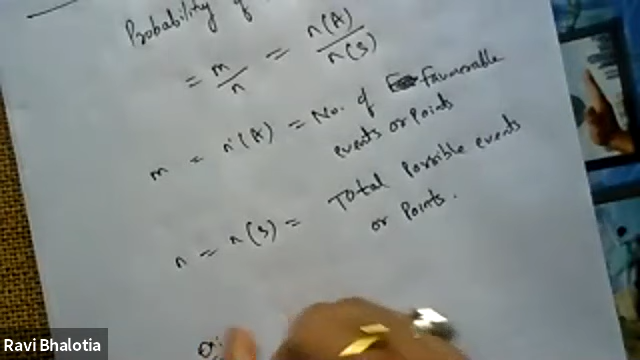 Probability of
= m/n = n(A)/n(S)
m = n(A) = No. of Favourable
events or Points
n = n(S) = Total Possible events
or Points.
Q:
Ravi Bhalotia